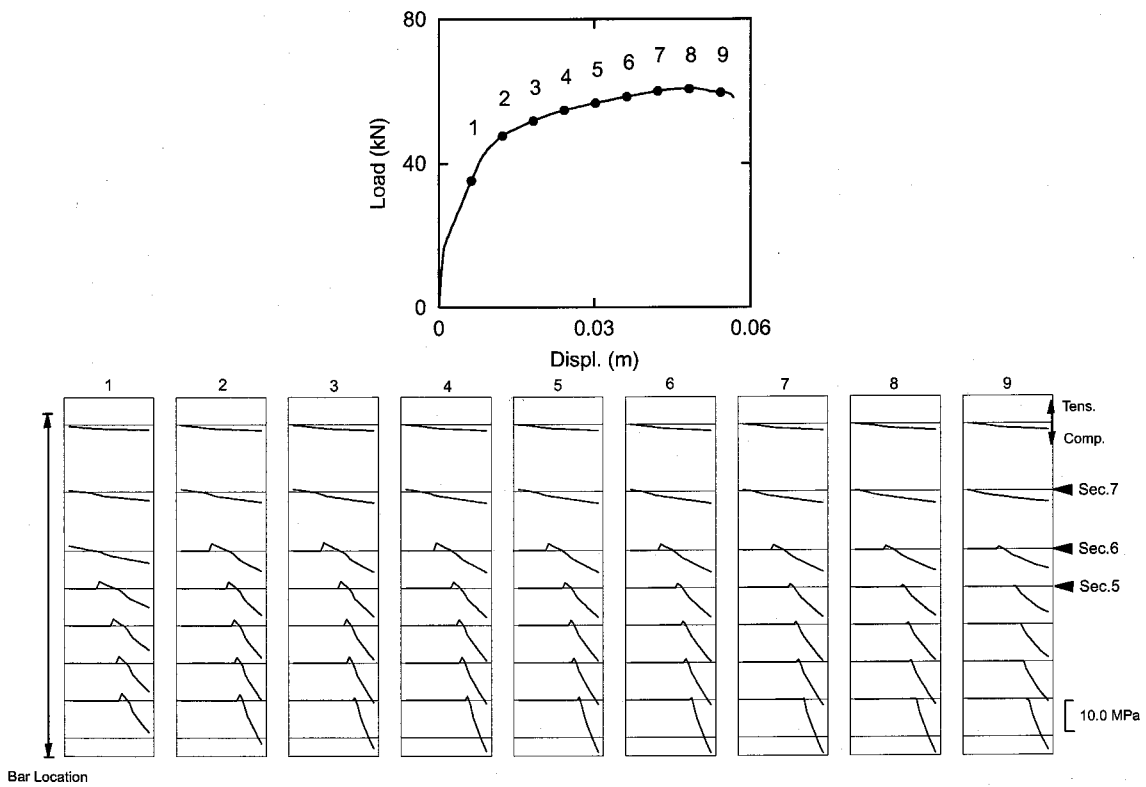 80
1 2 3 4 5 6 7 8 9
Load (kN)
40
0
0 0.03 0.06
Displ. (m)
1 2 3 4 5 6 7 8 9
Tens.
Comp.
Sec.7
Sec.6
Sec.5
10.0 MPa
Bar Location